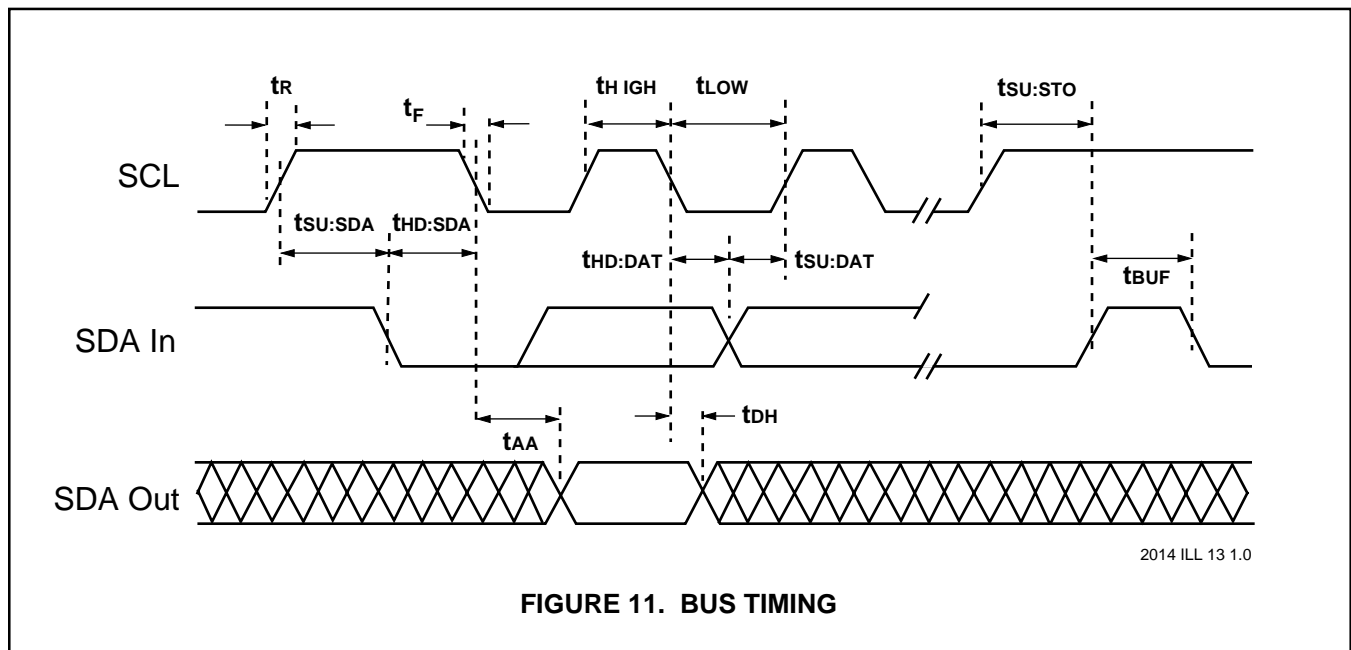 tR
tF
tH IGH
tLOW
tSU:STO
SCL
tSU:SDA
tHD:SDA
tHD:DAT
tSU:DAT
tBUF
SDA In
tAA
tDH
SDA Out
2014 ILL 13 1.0
FIGURE 11. BUS TIMING